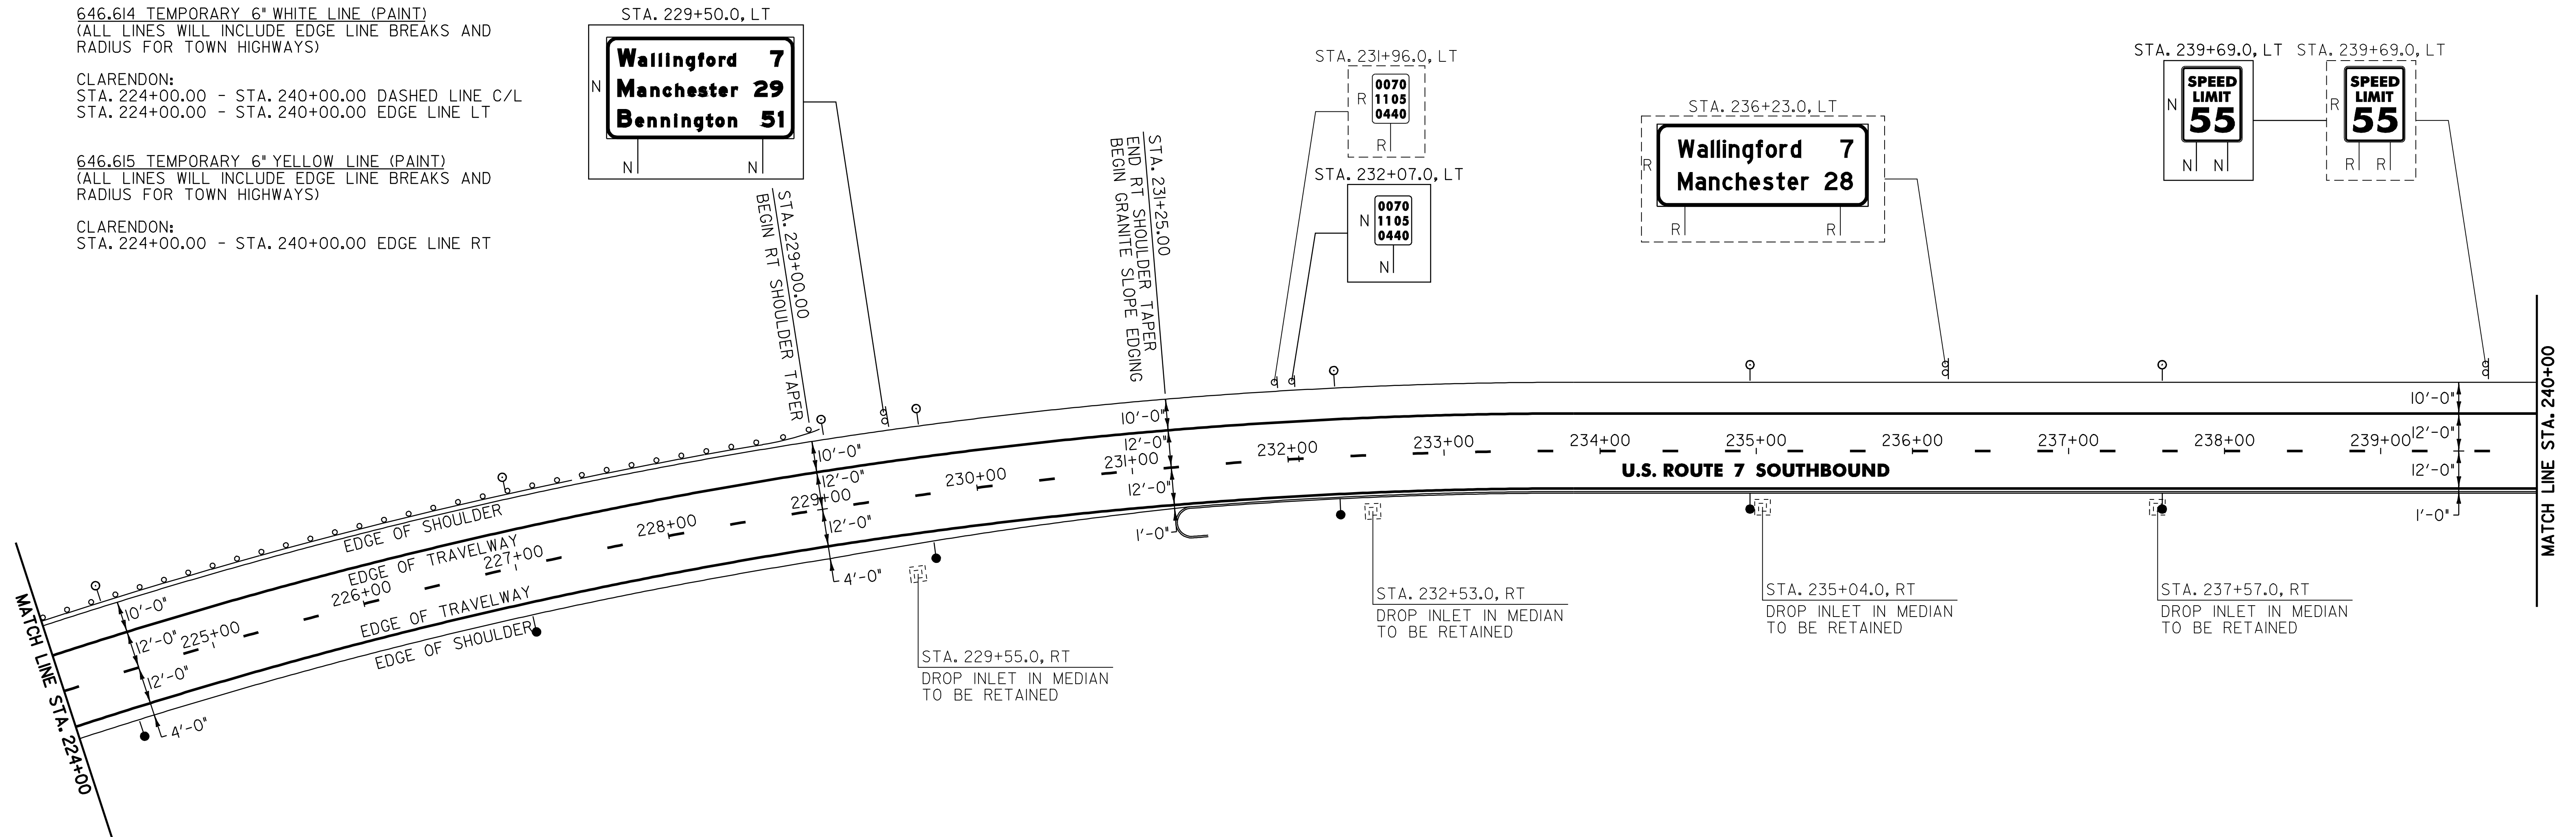 646.614 TEMPORARY 6" WHITE LINE (PAINT)
(ALL LINES WILL INCLUDE EDGE LINE BREAKS AND
RADIUS FOR TOWN HIGHWAYS)
CLARENDON:
STA. 224+00.00 - STA. 240+00.00 DASHED LINE C/L
STA. 224+00.00 - STA. 240+00.00 EDGE LINE LT
646.615 TEMPORARY 6" YELLOW LINE (PAINT)
(ALL LINES WILL INCLUDE EDGE LINE BREAKS AND
RADIUS FOR TOWN HIGHWAYS)
CLARENDON:
STA. 224+00.00 - STA. 240+00.00 EDGE LINE RT
STA. 229+50.0, LT
N
Wallingford 7
Manchester 29
Bennington 51
N N
STA. 229+00.00
BEGIN RT SHOULDER TAPER
STA. 231+25.00
END RT SHOULDER TAPER
BEGIN GRANITE SLOPE EDGING
STA. 231+96.0, LT
R
0070
1105
0440
R
STA. 232+07.0, LT
N
0070
1105
0440
N
STA. 236+23.0, LT
R
Wallingford 7
Manchester 28
R R
STA. 239+69.0, LT
N
SPEED
LIMIT
55
N N
STA. 239+69.0, LT
R
SPEED
LIMIT
55
R R
MATCH LINE STA. 224+00
10'-0"
12'-0"
12'-0"
4'-0"
225+00
226+00
227+00
228+00
229+00
230+00
231+00
232+00
233+00
234+00
235+00
236+00
237+00
238+00
239+00
EDGE OF SHOULDER
EDGE OF TRAVELWAY
EDGE OF TRAVELWAY
EDGE OF SHOULDER
10'-0"
12'-0"
12'-0"
4'-0"
10'-0"
12'-0"
12'-0"
1'-0"
U.S. ROUTE 7 SOUTHBOUND
10'-0"
12'-0"
12'-0"
1'-0"
MATCH LINE STA. 240+00
STA. 229+55.0, RT
DROP INLET IN MEDIAN
TO BE RETAINED
STA. 232+53.0, RT
DROP INLET IN MEDIAN
TO BE RETAINED
STA. 235+04.0, RT
DROP INLET IN MEDIAN
TO BE RETAINED
STA. 237+57.0, RT
DROP INLET IN MEDIAN
TO BE RETAINED